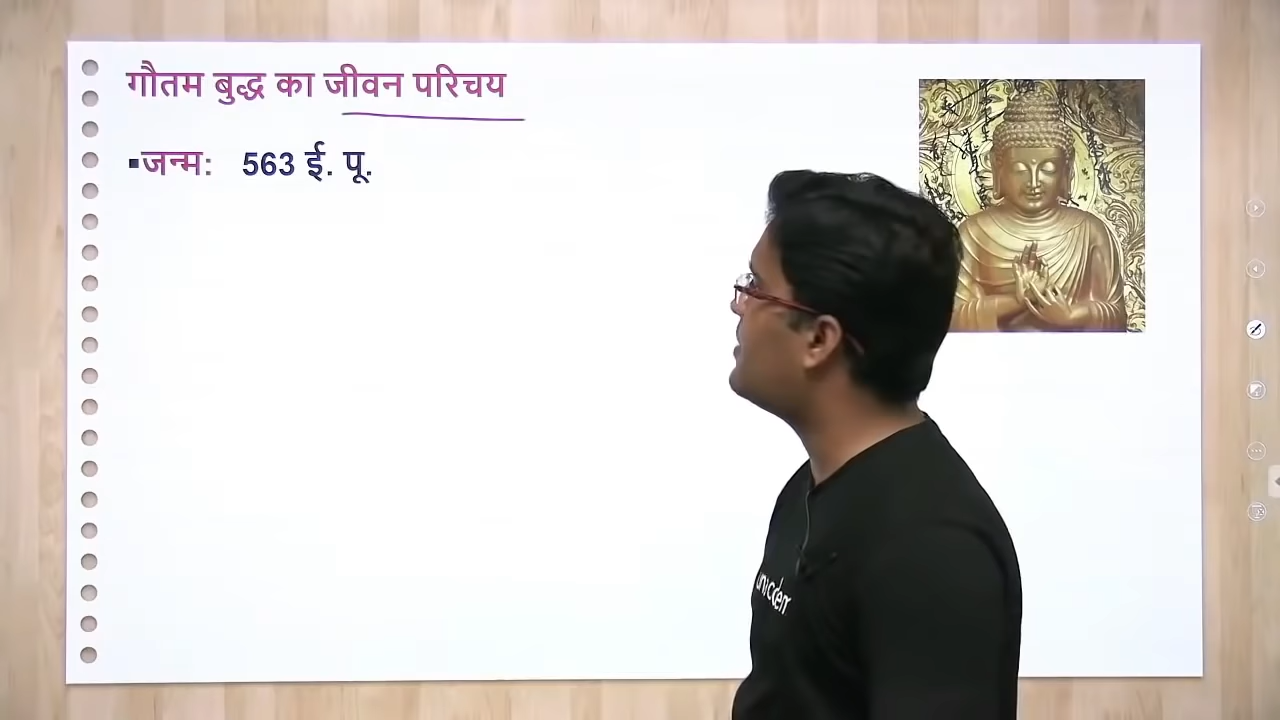 गौतम बुद्ध का जीवन परिचय
▪जन्म: 563 ई. पू.